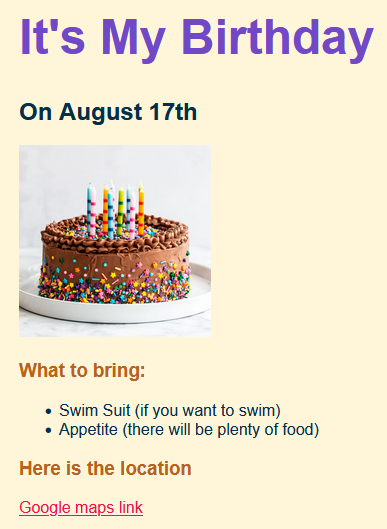 It's My Birthday
On August 17th
What to bring:
Swim Suit (if you want to swim)
Appetite (there will be plenty of food)
Here is the location
Google maps link